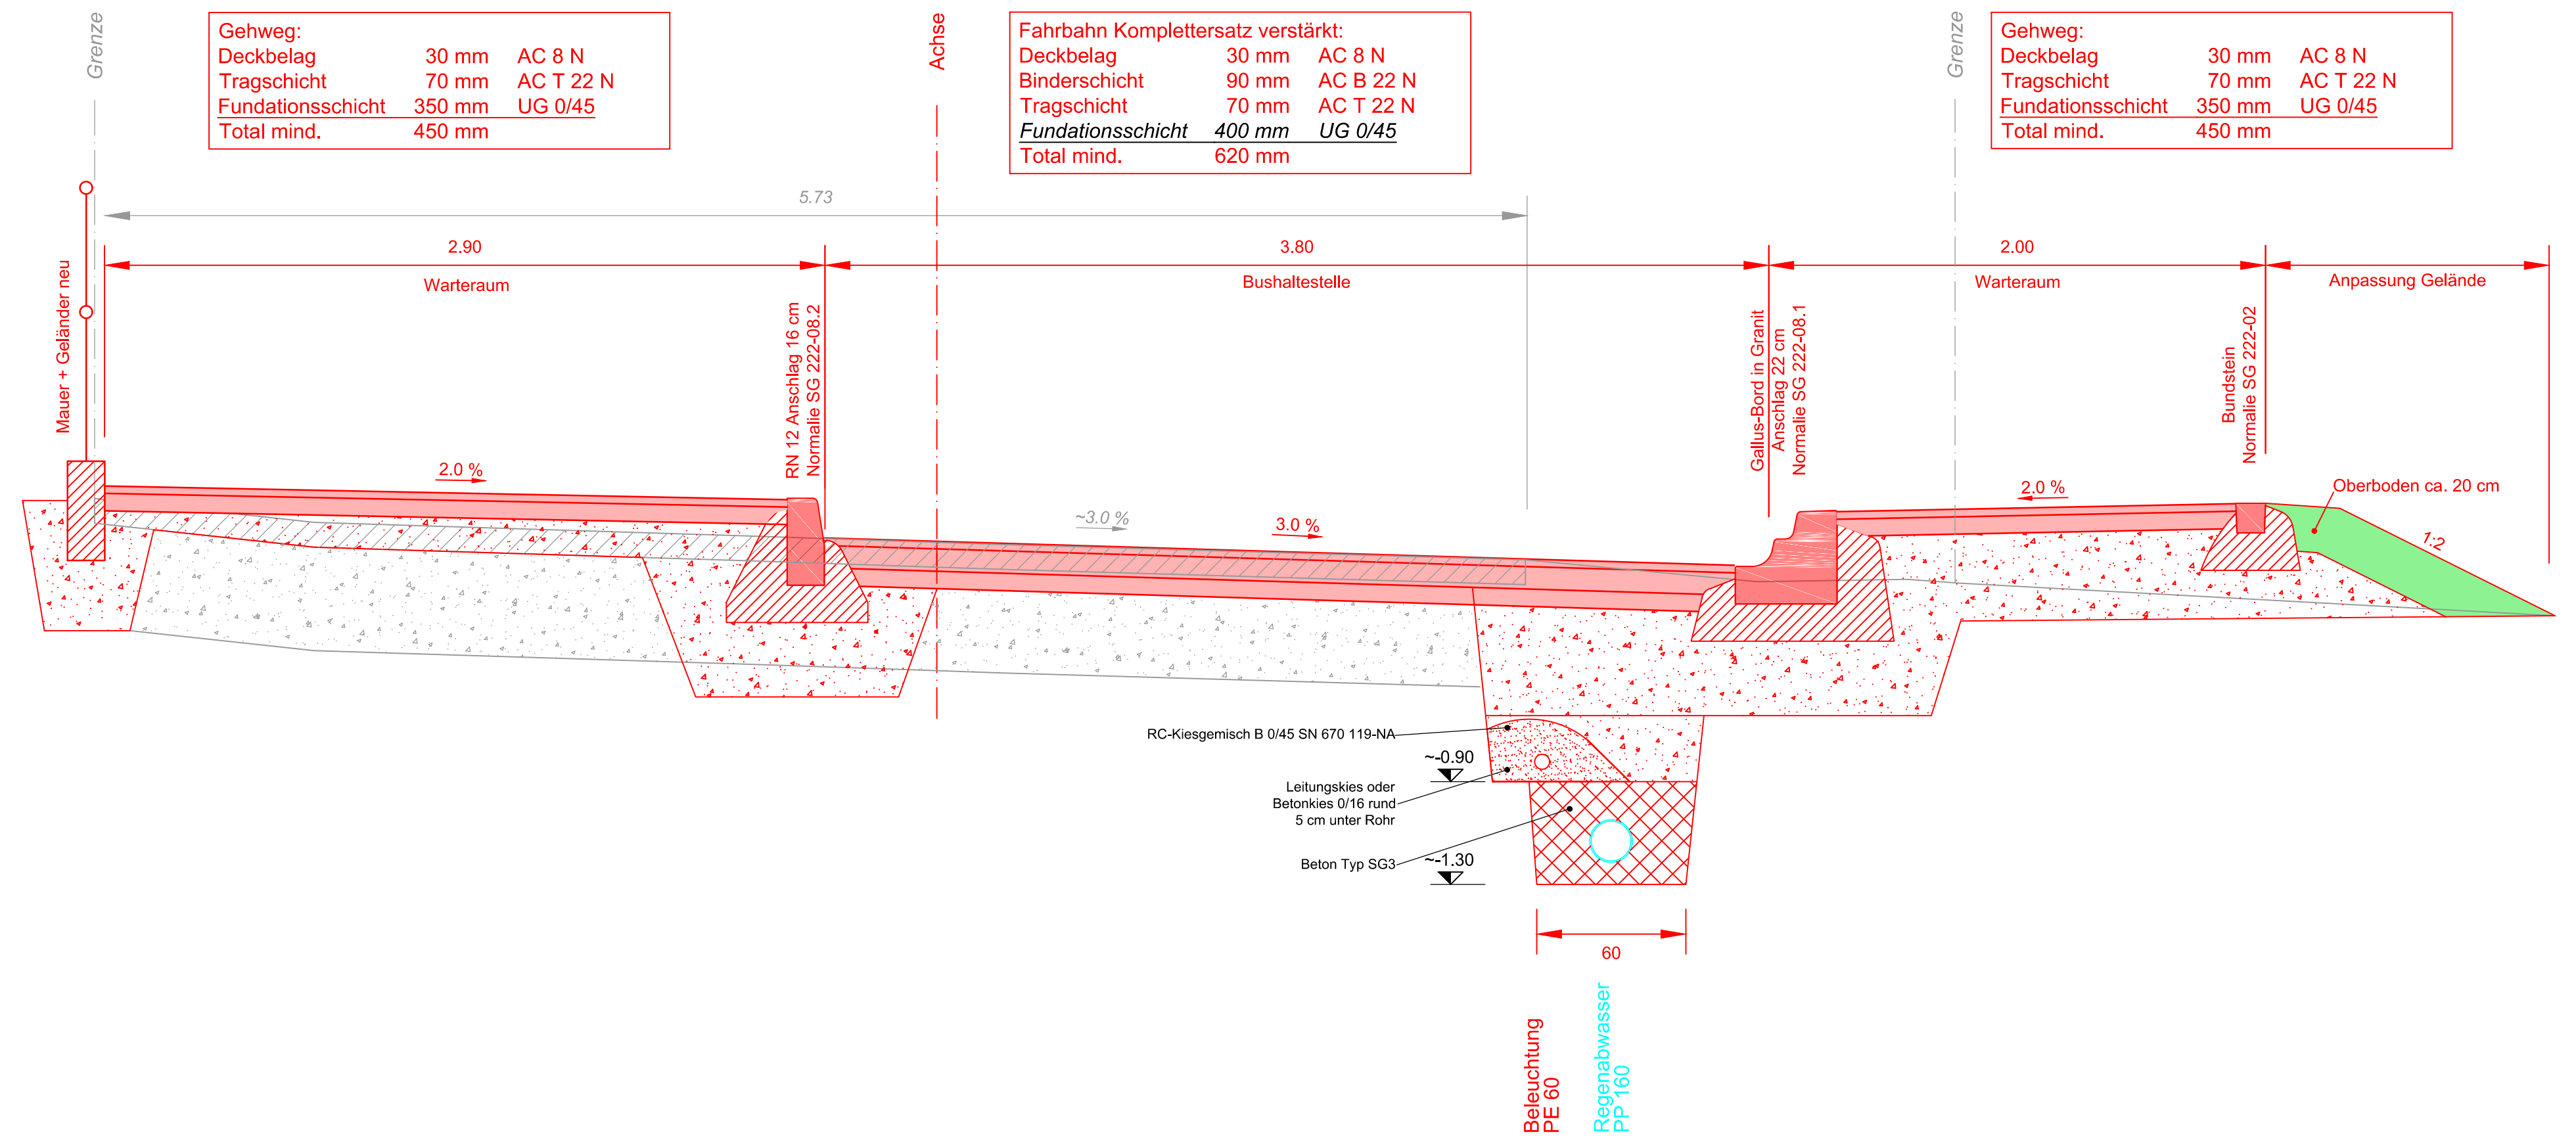 Grenze
Gehweg:
Deckbelag 30 mm AC 8 N
Tragschicht 70 mm AC T 22 N
Fundationsschicht 350 mm UG 0/45
Total mind. 450 mm
Achse
Fahrbahn Komplettersatz verstärkt:
Deckbelag 30 mm AC 8 N
Binderschicht 90 mm AC B 22 N
Tragschicht 70 mm AC T 22 N
Fundationsschicht 400 mm UG 0/45
Total mind. 620 mm
Grenze
Gehweg:
Deckbelag 30 mm AC 8 N
Tragschicht 70 mm AC T 22 N
Fundationsschicht 350 mm UG 0/45
Total mind. 450 mm
5.73
2.90
Warteraum
3.80
Bushaltestelle
2.00
Warteraum
Anpassung Gelände
Mauer + Geländer neu
RN 12 Anschlag 16 cm
Normalie SG 222-08.2
Gallus-Bord in Granit
Anschlag 22 cm
Normalie SG 222-08.1
Bundstein
Normalie SG 222-02
2.0 %
~3.0 %
3.0 %
2.0 %
Oberboden ca. 20 cm
1:2
RC-Kiesgemisch B 0/45 SN 670 119-NA
~-0.90
Leitungskies oder
Betonkies 0/16 rund
5 cm unter Rohr
Beton Typ SG3
~-1.30
60
Beleuchtung
PE 60
Regenabwasser
PP 160